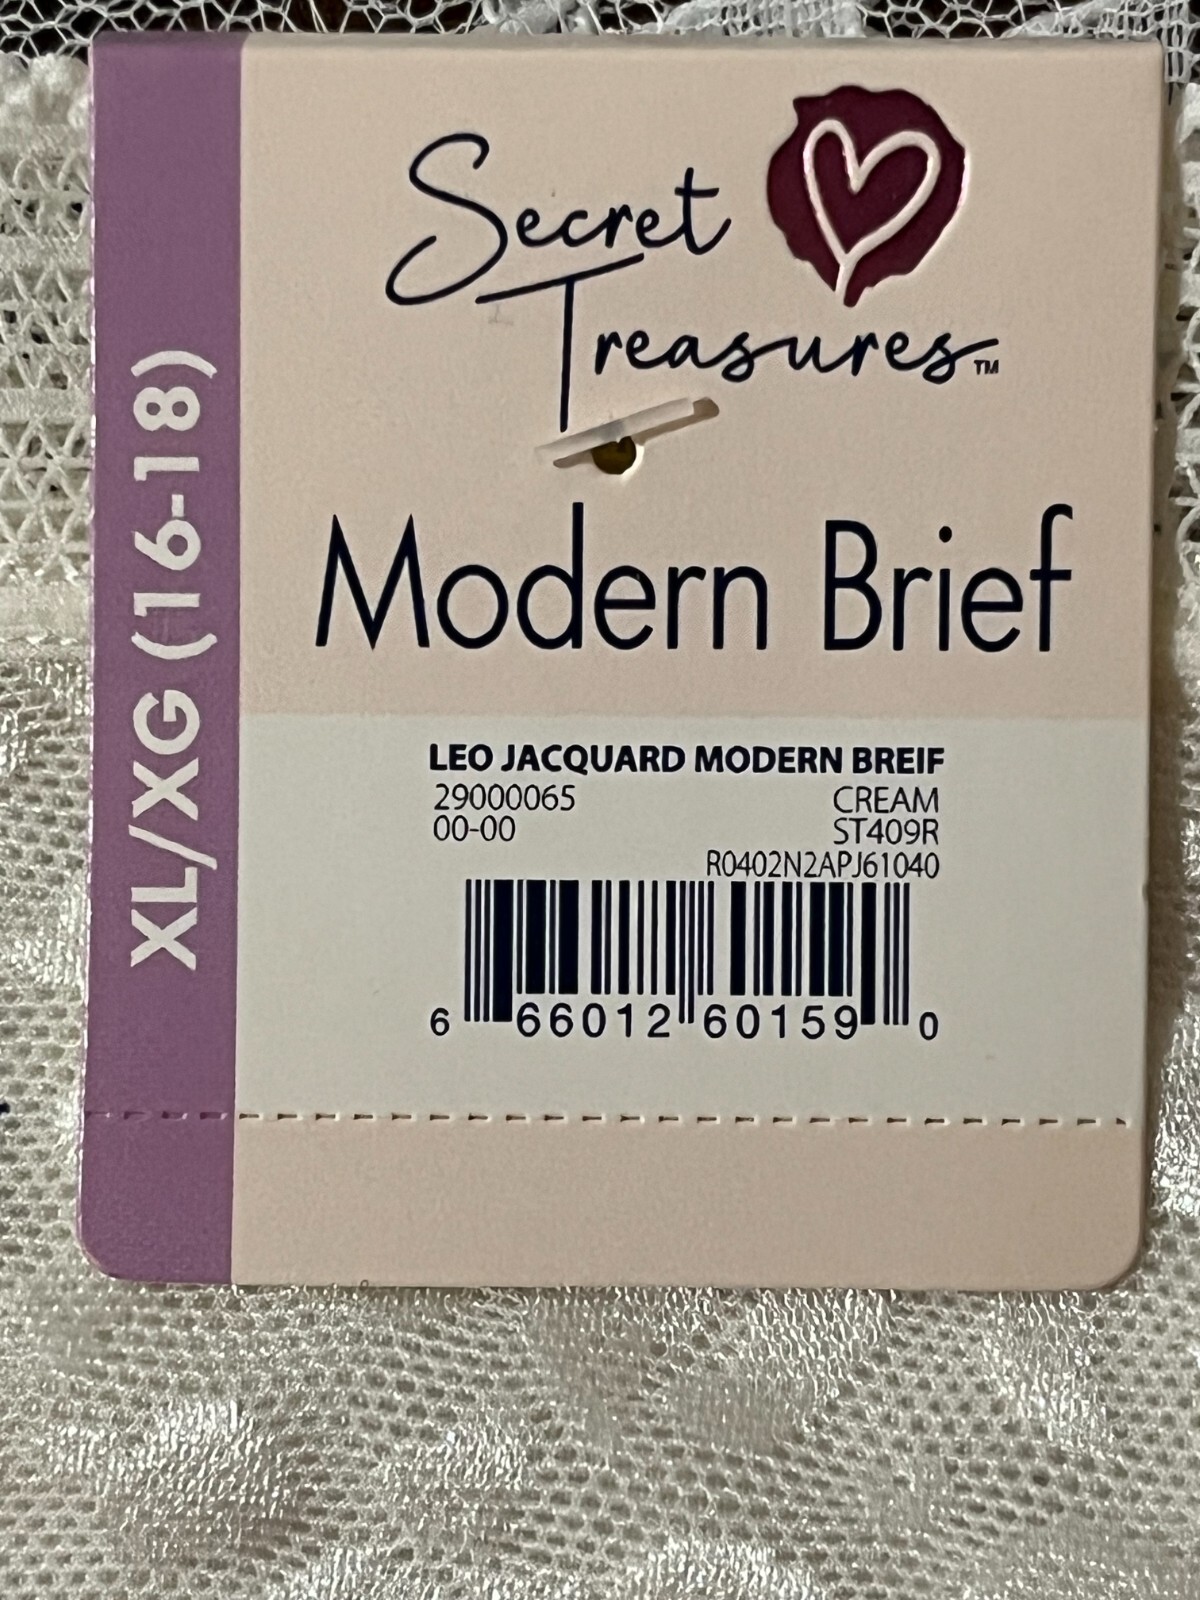 Secret
Treasures™
Modern Brief
XL/XG (16-18)
LEO JACQUARD MODERN BREIF
29000065 CREAM
00-00 ST409R
R0402N2APJ61040
6 66012 60159 0